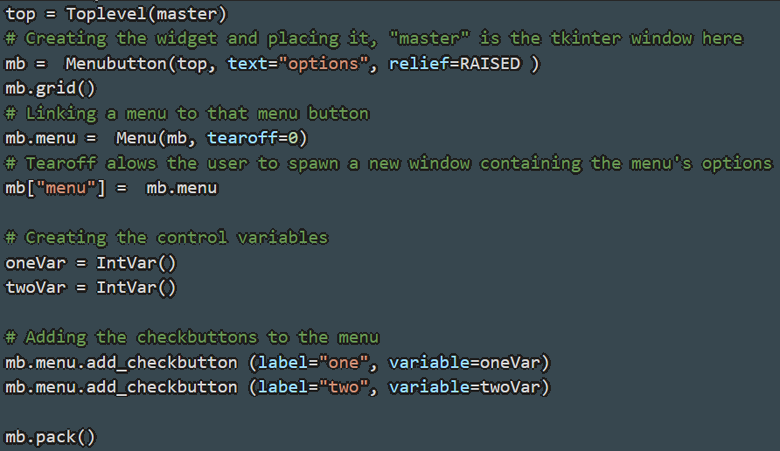 top = Toplevel(master)
# Creating the widget and placing it, "master" is the tkinter window here
mb =  Menubutton(top, text="options", relief=RAISED )
mb.grid()
# Linking a menu to that menu button
mb.menu =  Menu(mb, tearoff=0)
# Tearoff alows the user to spawn a new window containing the menu's options
mb["menu"] =  mb.menu

# Creating the control variables
oneVar = IntVar()
twoVar = IntVar()

# Adding the checkbuttons to the menu
mb.menu.add_checkbutton (label="one", variable=oneVar)
mb.menu.add_checkbutton (label="two", variable=twoVar)

mb.pack()